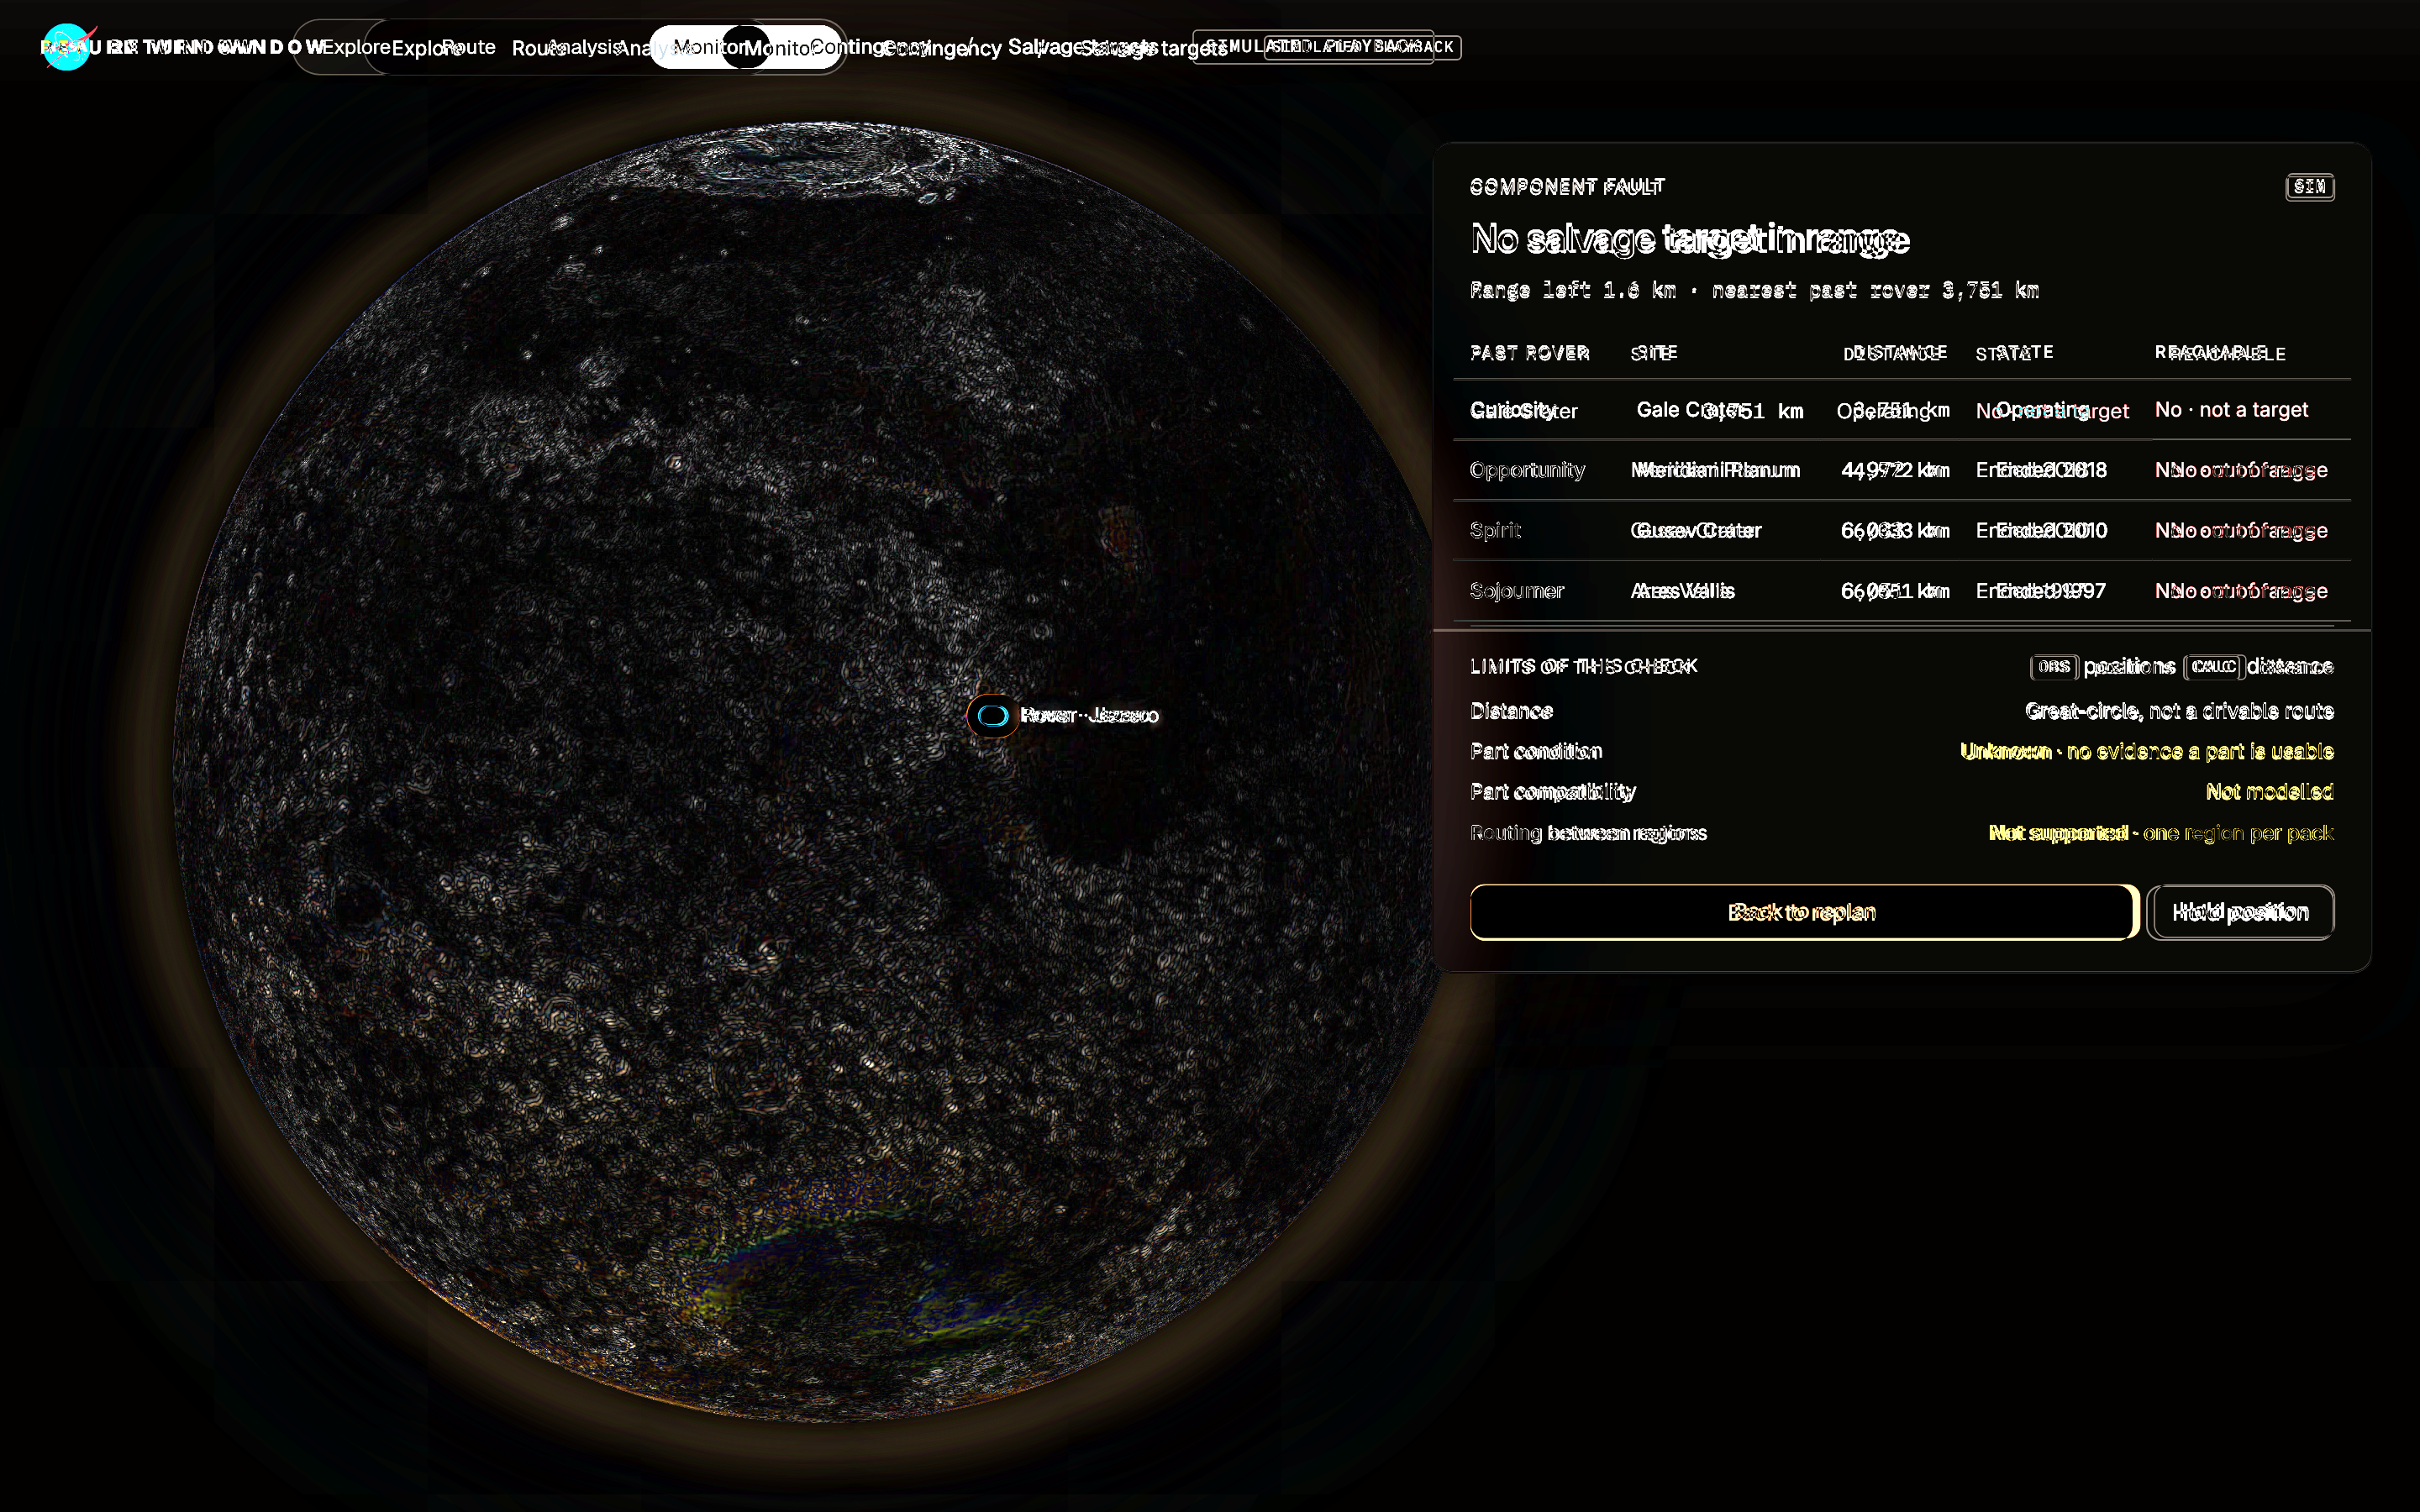 Explore Route Analysis Monitor Contingency / Salvage targets SIMULATED PLAYBACK
COMPONENT FAULT SIM
No salvage target in range
Range left 1.6 km · nearest past rover 3,751 km
PAST ROVER SITE DISTANCE STATE REACHABLE
Curiosity Gale Crater 3,751 km Operating No · not a target
Opportunity Meridiani Planum Ended 2018 No · out of range
Spirit Gusev Crater Ended 2010 No · out of range
Sojourner Ares Vallis Ended 1997 No · out of range
Rover · Jezero
LIMITS OF THIS CHECK OBS positions CALC distance
Distance Great-circle, not a drivable route
Part condition Unknown · no evidence a part is usable
Part compatibility Not modelled
Routing between regions Not supported · one region per pack
Back to replan Hold position